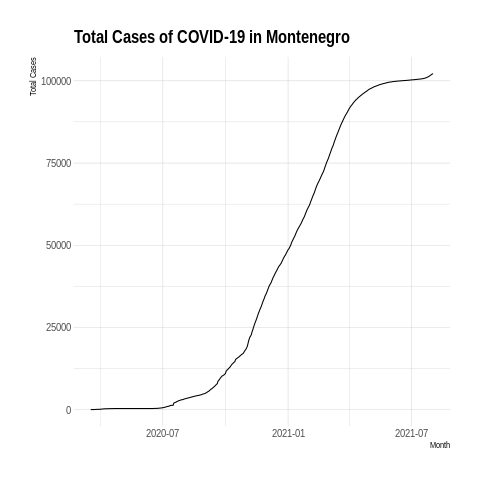 Total Cases of COVID-19 in Montenegro
Total Cases
100000
75000
50000
25000
0
2020-07
2021-01
2021-07
Month